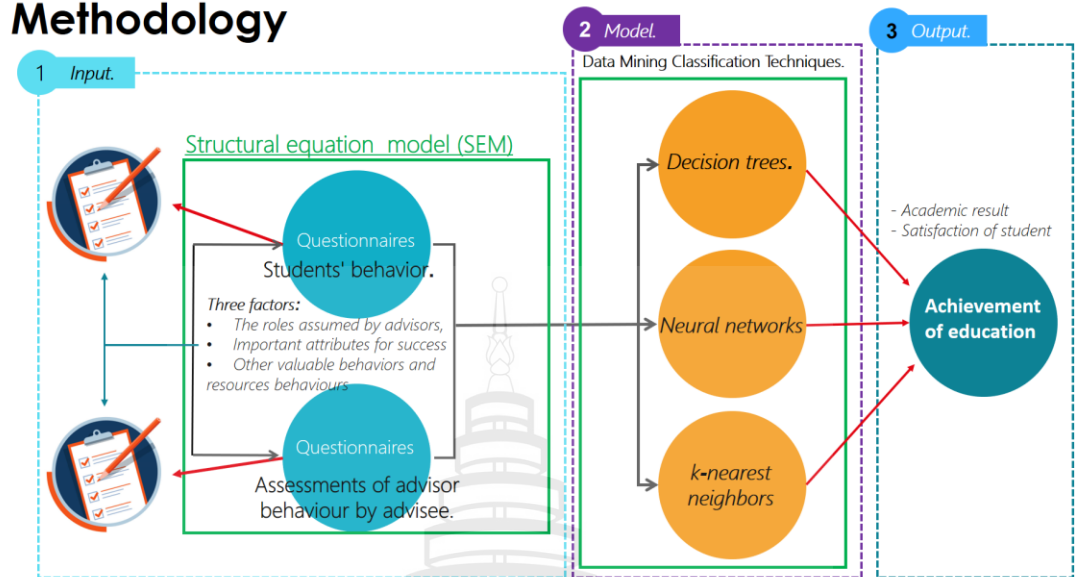 Methodology
1 Input.
Structural equation model (SEM)
Questionnaires
Students' behavior.
Three factors:
• The roles assumed by advisors,
• Important attributes for success
• Other valuable behaviors and
resources behaviours
Questionnaires
Assessments of advisor
behaviour by advisee.
2 Model.
Data Mining Classification Techniques.
Decision trees.
Neural networks
k-nearest
neighbors
3 Output.
- Academic result
- Satisfaction of student
Achievement
of education